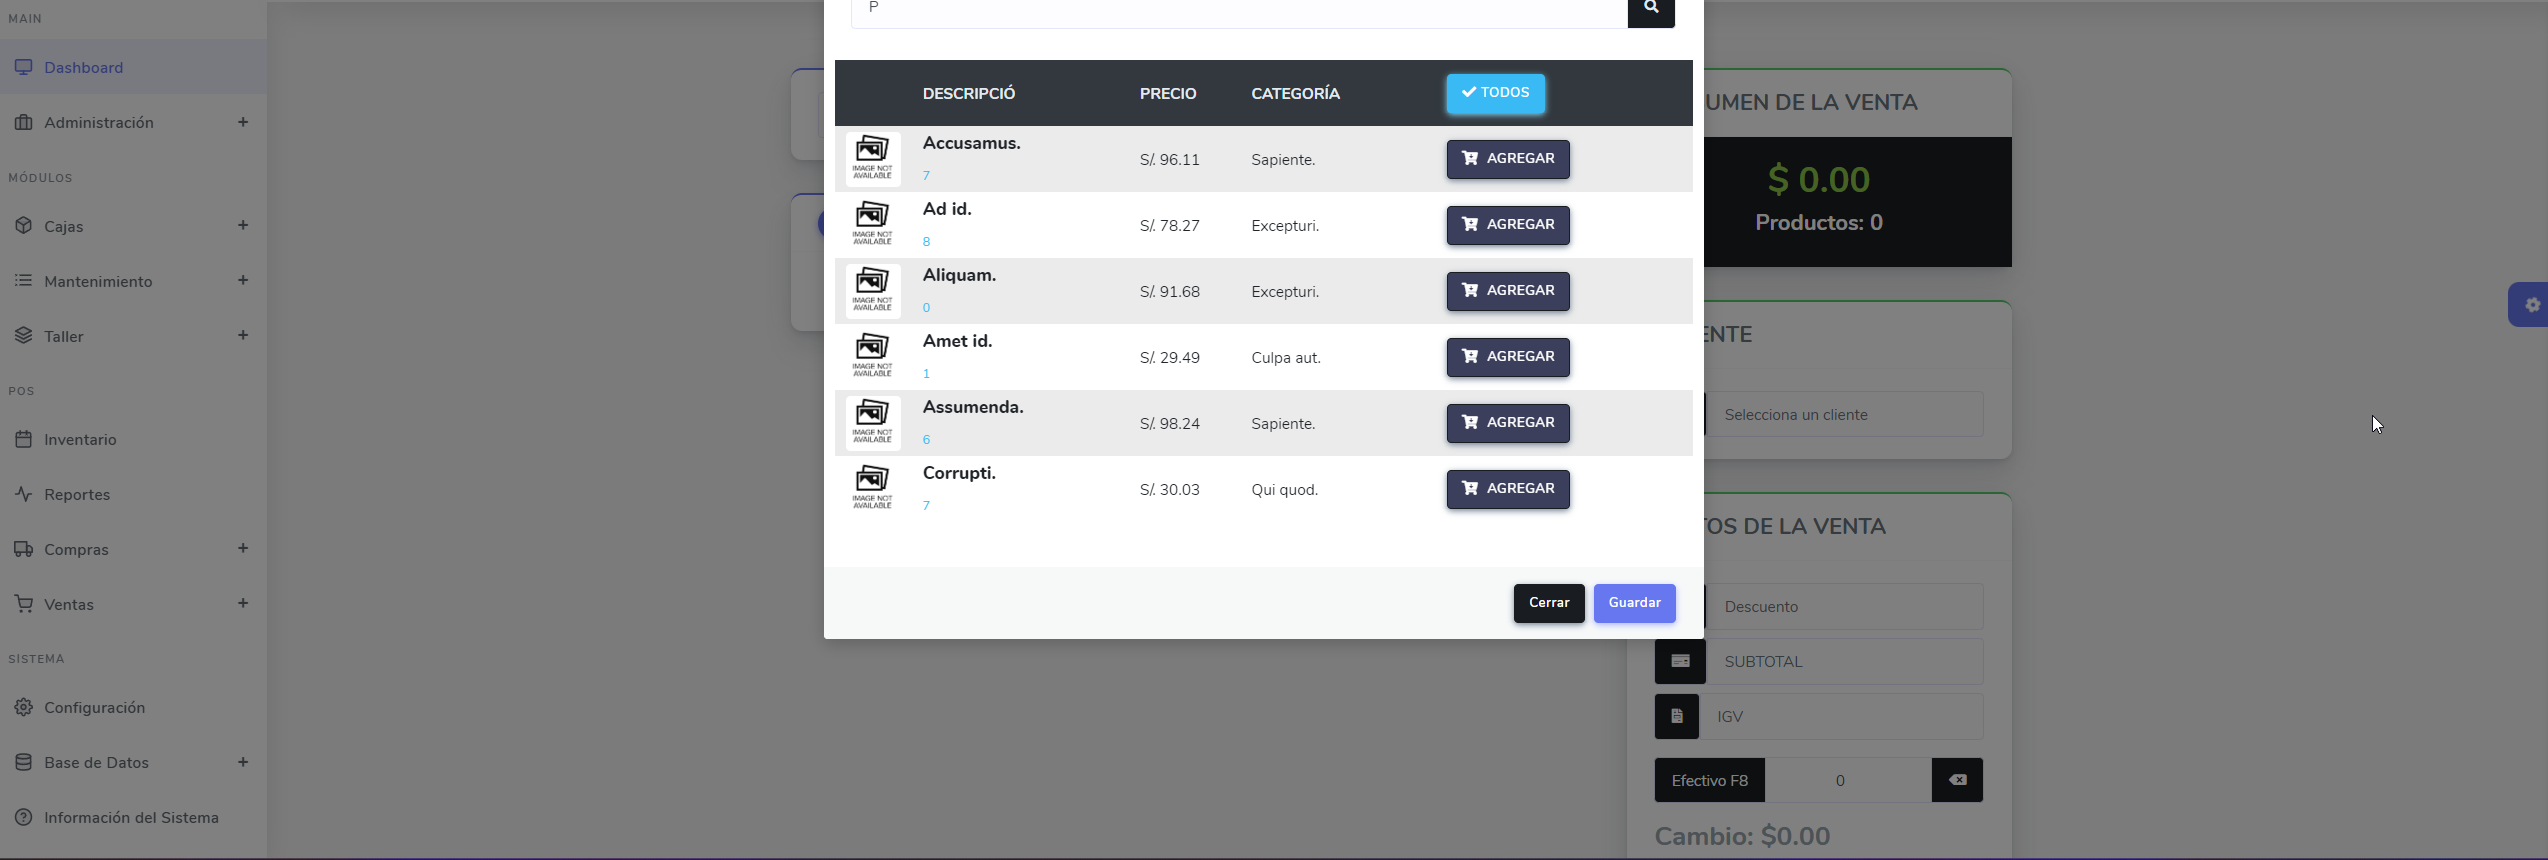 MAIN
Dashboard
Administración +
MÓDULOS
Cajas +
Mantenimiento +
Taller +
POS
Inventario
Reportes
Compras +
Ventas +
SISTEMA
Configuración
Base de Datos +
Información del Sistema
P
DESCRIPCIÓ PRECIO CATEGORÍA TODOS
IMAGE NOT AVAILABLE
Accusamus.
7
S/. 96.11 Sapiente. AGREGAR
IMAGE NOT AVAILABLE
Ad id.
8
S/. 78.27 Excepturi. AGREGAR
IMAGE NOT AVAILABLE
Aliquam.
0
S/. 91.68 Excepturi. AGREGAR
IMAGE NOT AVAILABLE
Amet id.
1
S/. 29.49 Culpa aut. AGREGAR
IMAGE NOT AVAILABLE
Assumenda.
6
S/. 98.24 Sapiente. AGREGAR
IMAGE NOT AVAILABLE
Corrupti.
7
S/. 30.03 Qui quod. AGREGAR
Cerrar Guardar
UMEN DE LA VENTA
$ 0.00
Productos: 0
ENTE
Selecciona un cliente
TOS DE LA VENTA
Descuento
SUBTOTAL
IGV
Efectivo F8 0
Cambio: $0.00